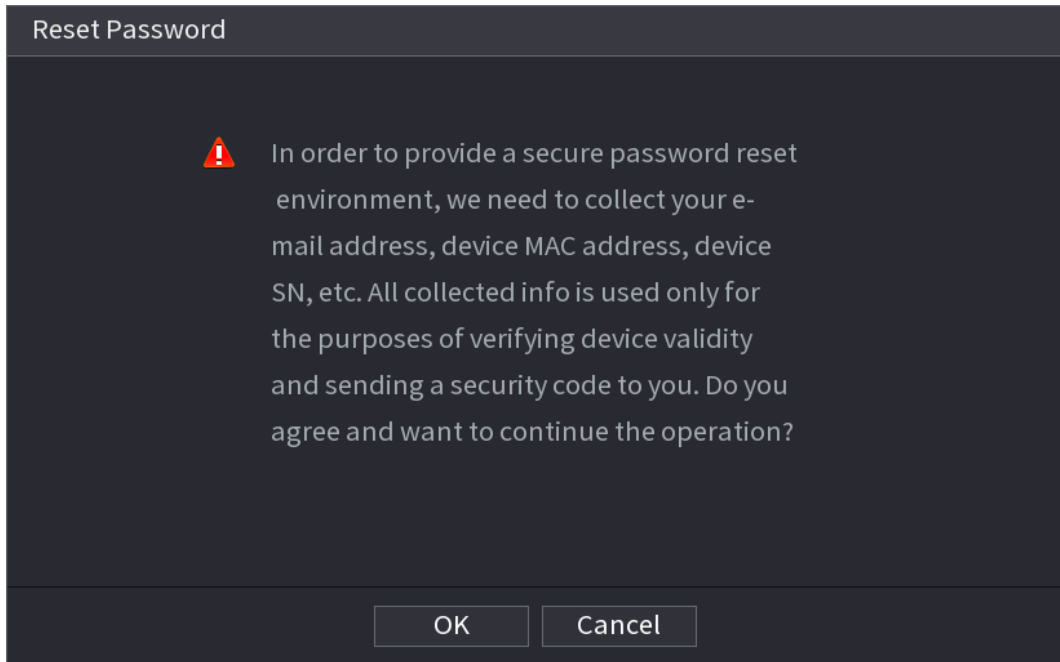 Reset Password
In order to provide a secure password reset
environment, we need to collect your e-
mail address, device MAC address, device
SN, etc. All collected info is used only for
the purposes of verifying device validity
and sending a security code to you. Do you
agree and want to continue the operation?
OK
Cancel